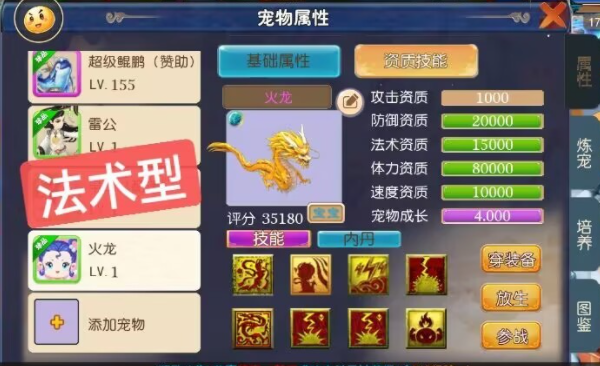 宠物属性
17
超级鲲鹏（赞助）
LV.155
雷公
LV.1
法术型
火龙
LV.1
添加宠物
基础属性
资质技能
火龙
评分 35180
宝宝
攻击资质 1000
防御资质 20000
法术资质 15000
体力资质 80000
速度资质 10000
宠物成长 4.000
技能
内丹
穿装备
放生
参战
属性
炼宠
培养
图鉴